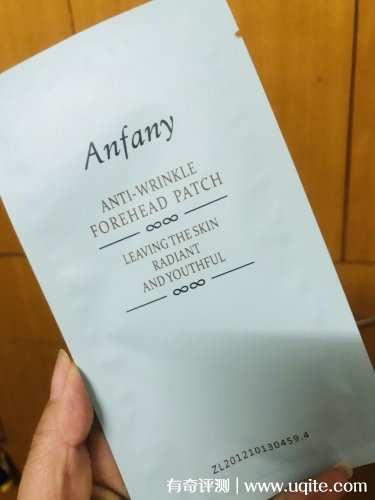 Anfany
ANTI-WRINKLE
FOREHEAD PATCH
LEAVING THE SKIN
RADIANT
AND YOUTHFUL
ZL201210130459.4
有奇评测 | www.uqite.com